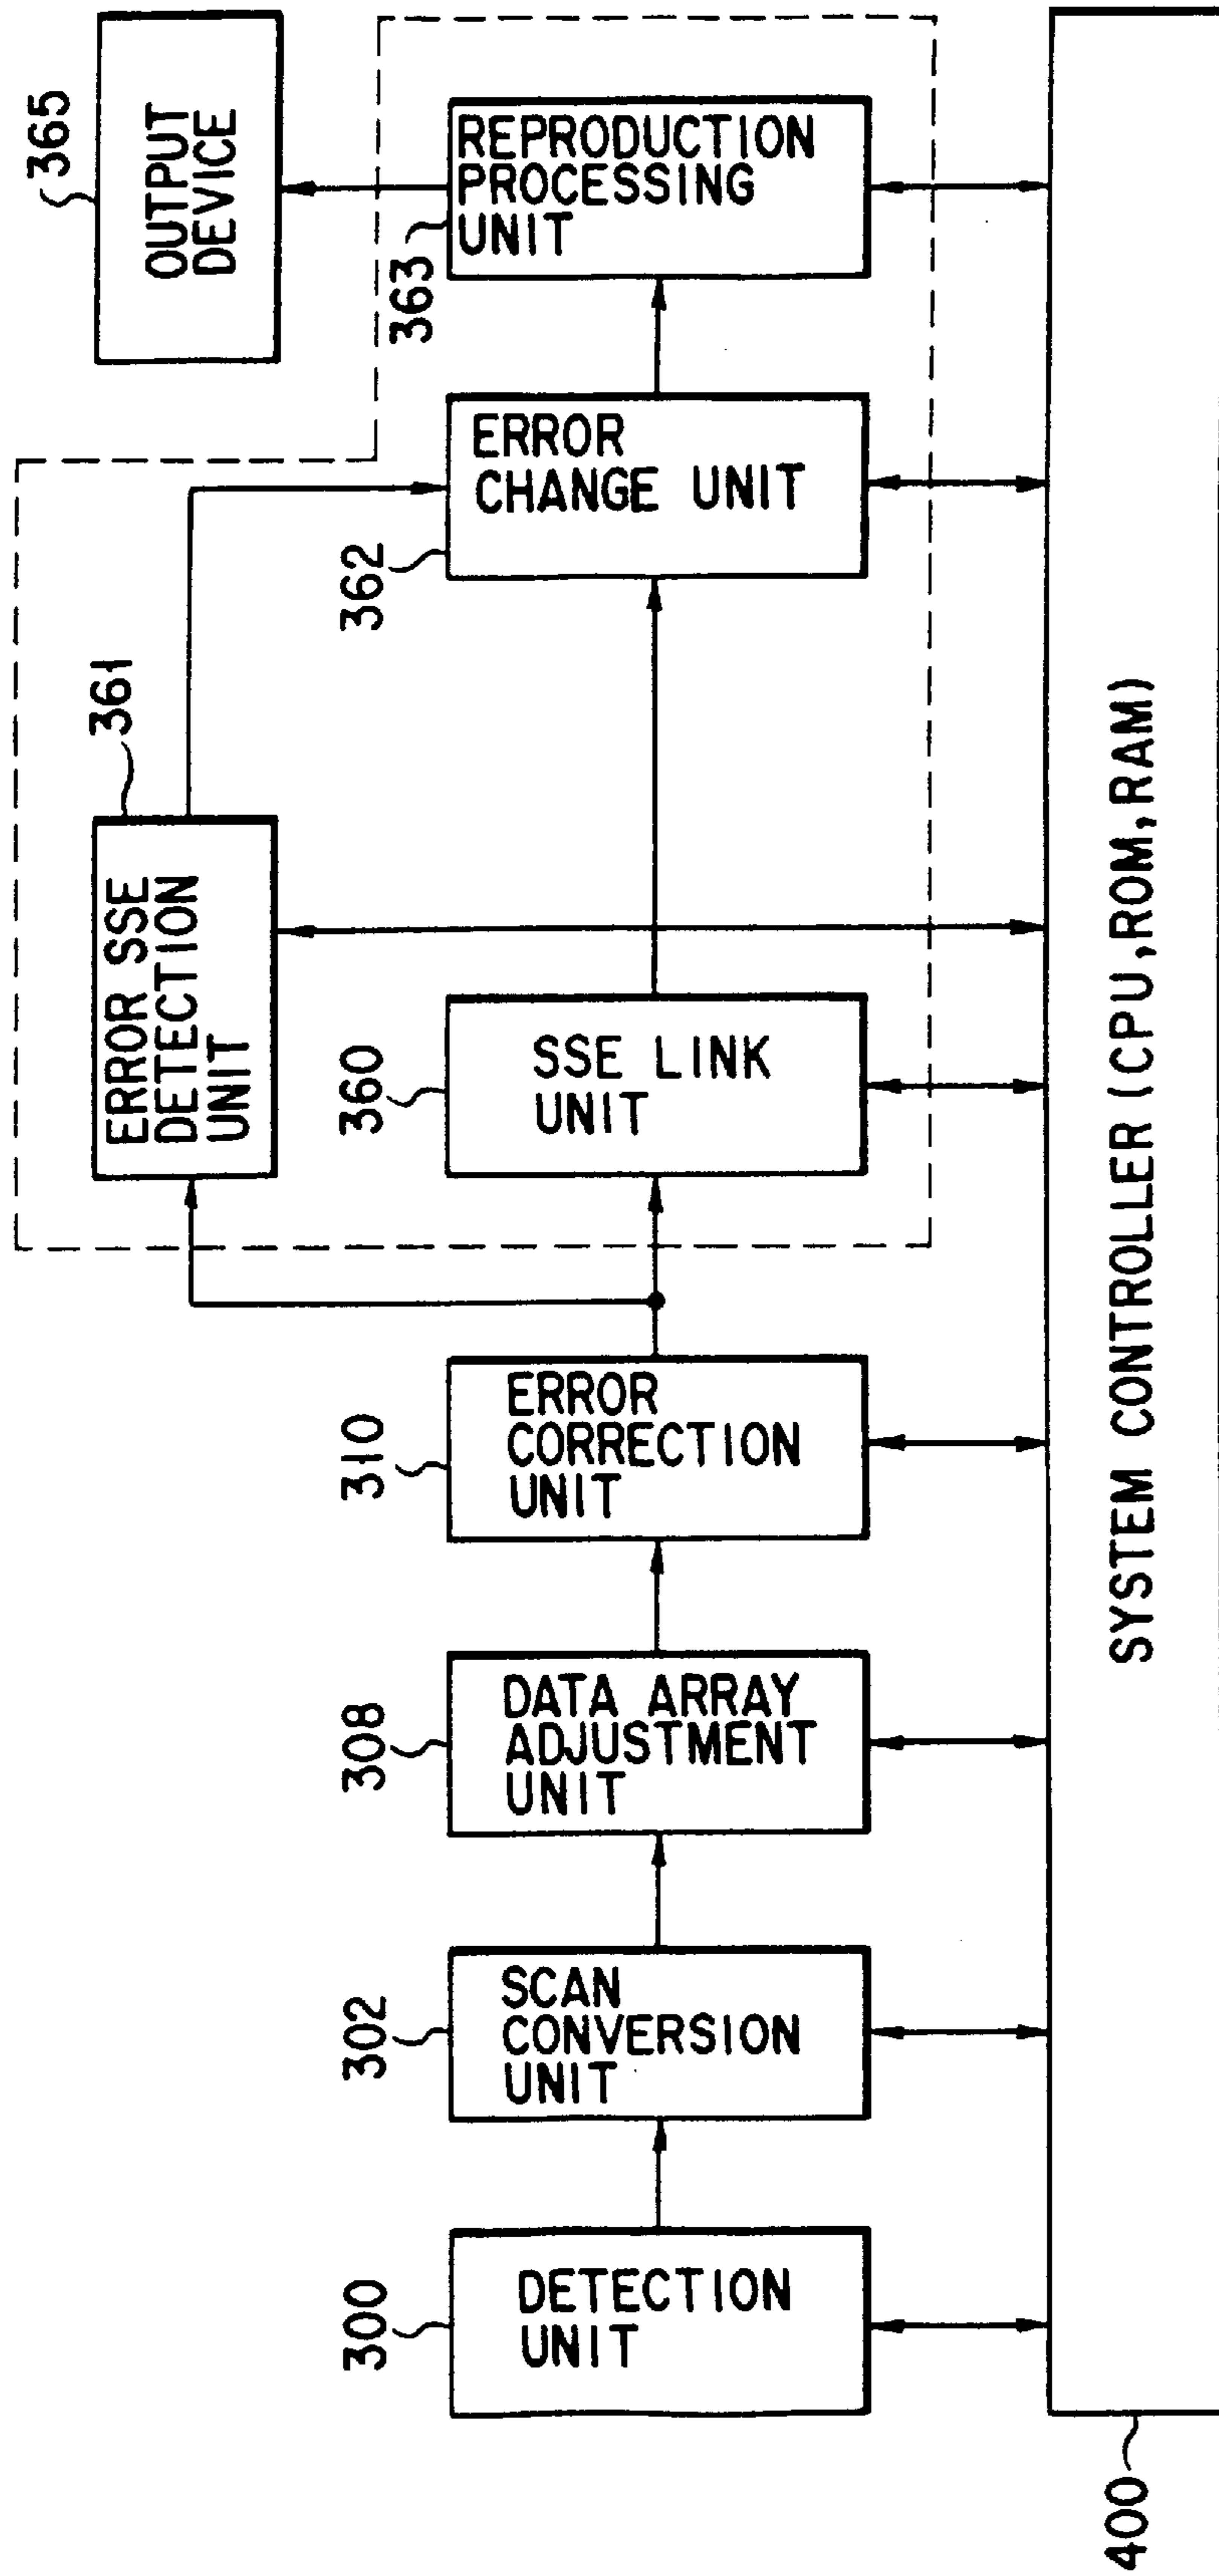 365
OUTPUT
DEVICE
361
ERROR SSE
DETECTION
UNIT
300
DETECTION
UNIT
302
SCAN
CONVERSION
UNIT
308
DATA ARRAY
ADJUSTMENT
UNIT
310
ERROR
CORRECTION
UNIT
360
SSE LINK
UNIT
362
ERROR
CHANGE UNIT
363
REPRODUCTION
PROCESSING
UNIT
400
SYSTEM CONTROLLER (CPU,ROM,RAM)